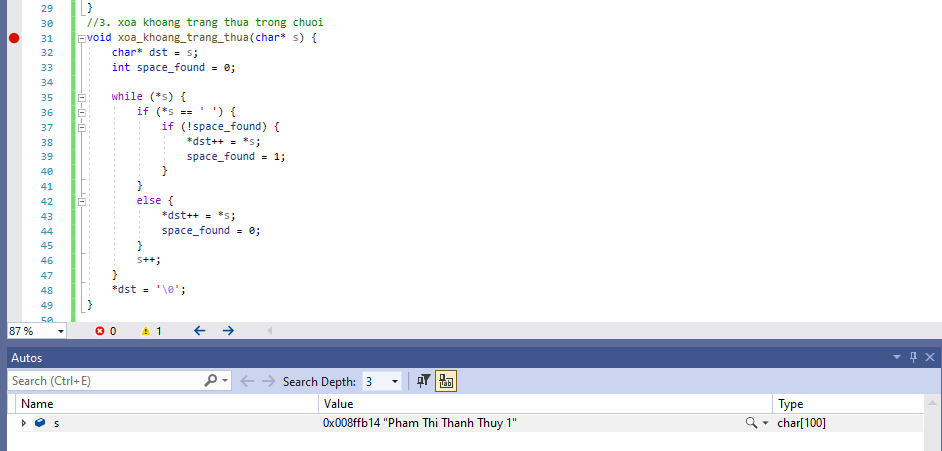 29 }
30 //3. xoa khoang trang thua trong chuoi
31 void xoa_khoang_trang_thua(char* s) {
32 char* dst = s;
33 int space_found = 0;
34
35 while (*s) {
36 if (*s == ' ') {
37 if (!space_found) {
38 *dst++ = *s;
39 space_found = 1;
40 }
41 }
42 else {
43 *dst++ = *s;
44 space_found = 0;
45 }
46 s++;
47 }
48 *dst = '\0';
49 }
50
87 % 0 1
Autos
Search (Ctrl+E) Search Depth: 3
Name Value Type
s 0x008ffb14 "Pham Thi Thanh Thuy 1" char[100]